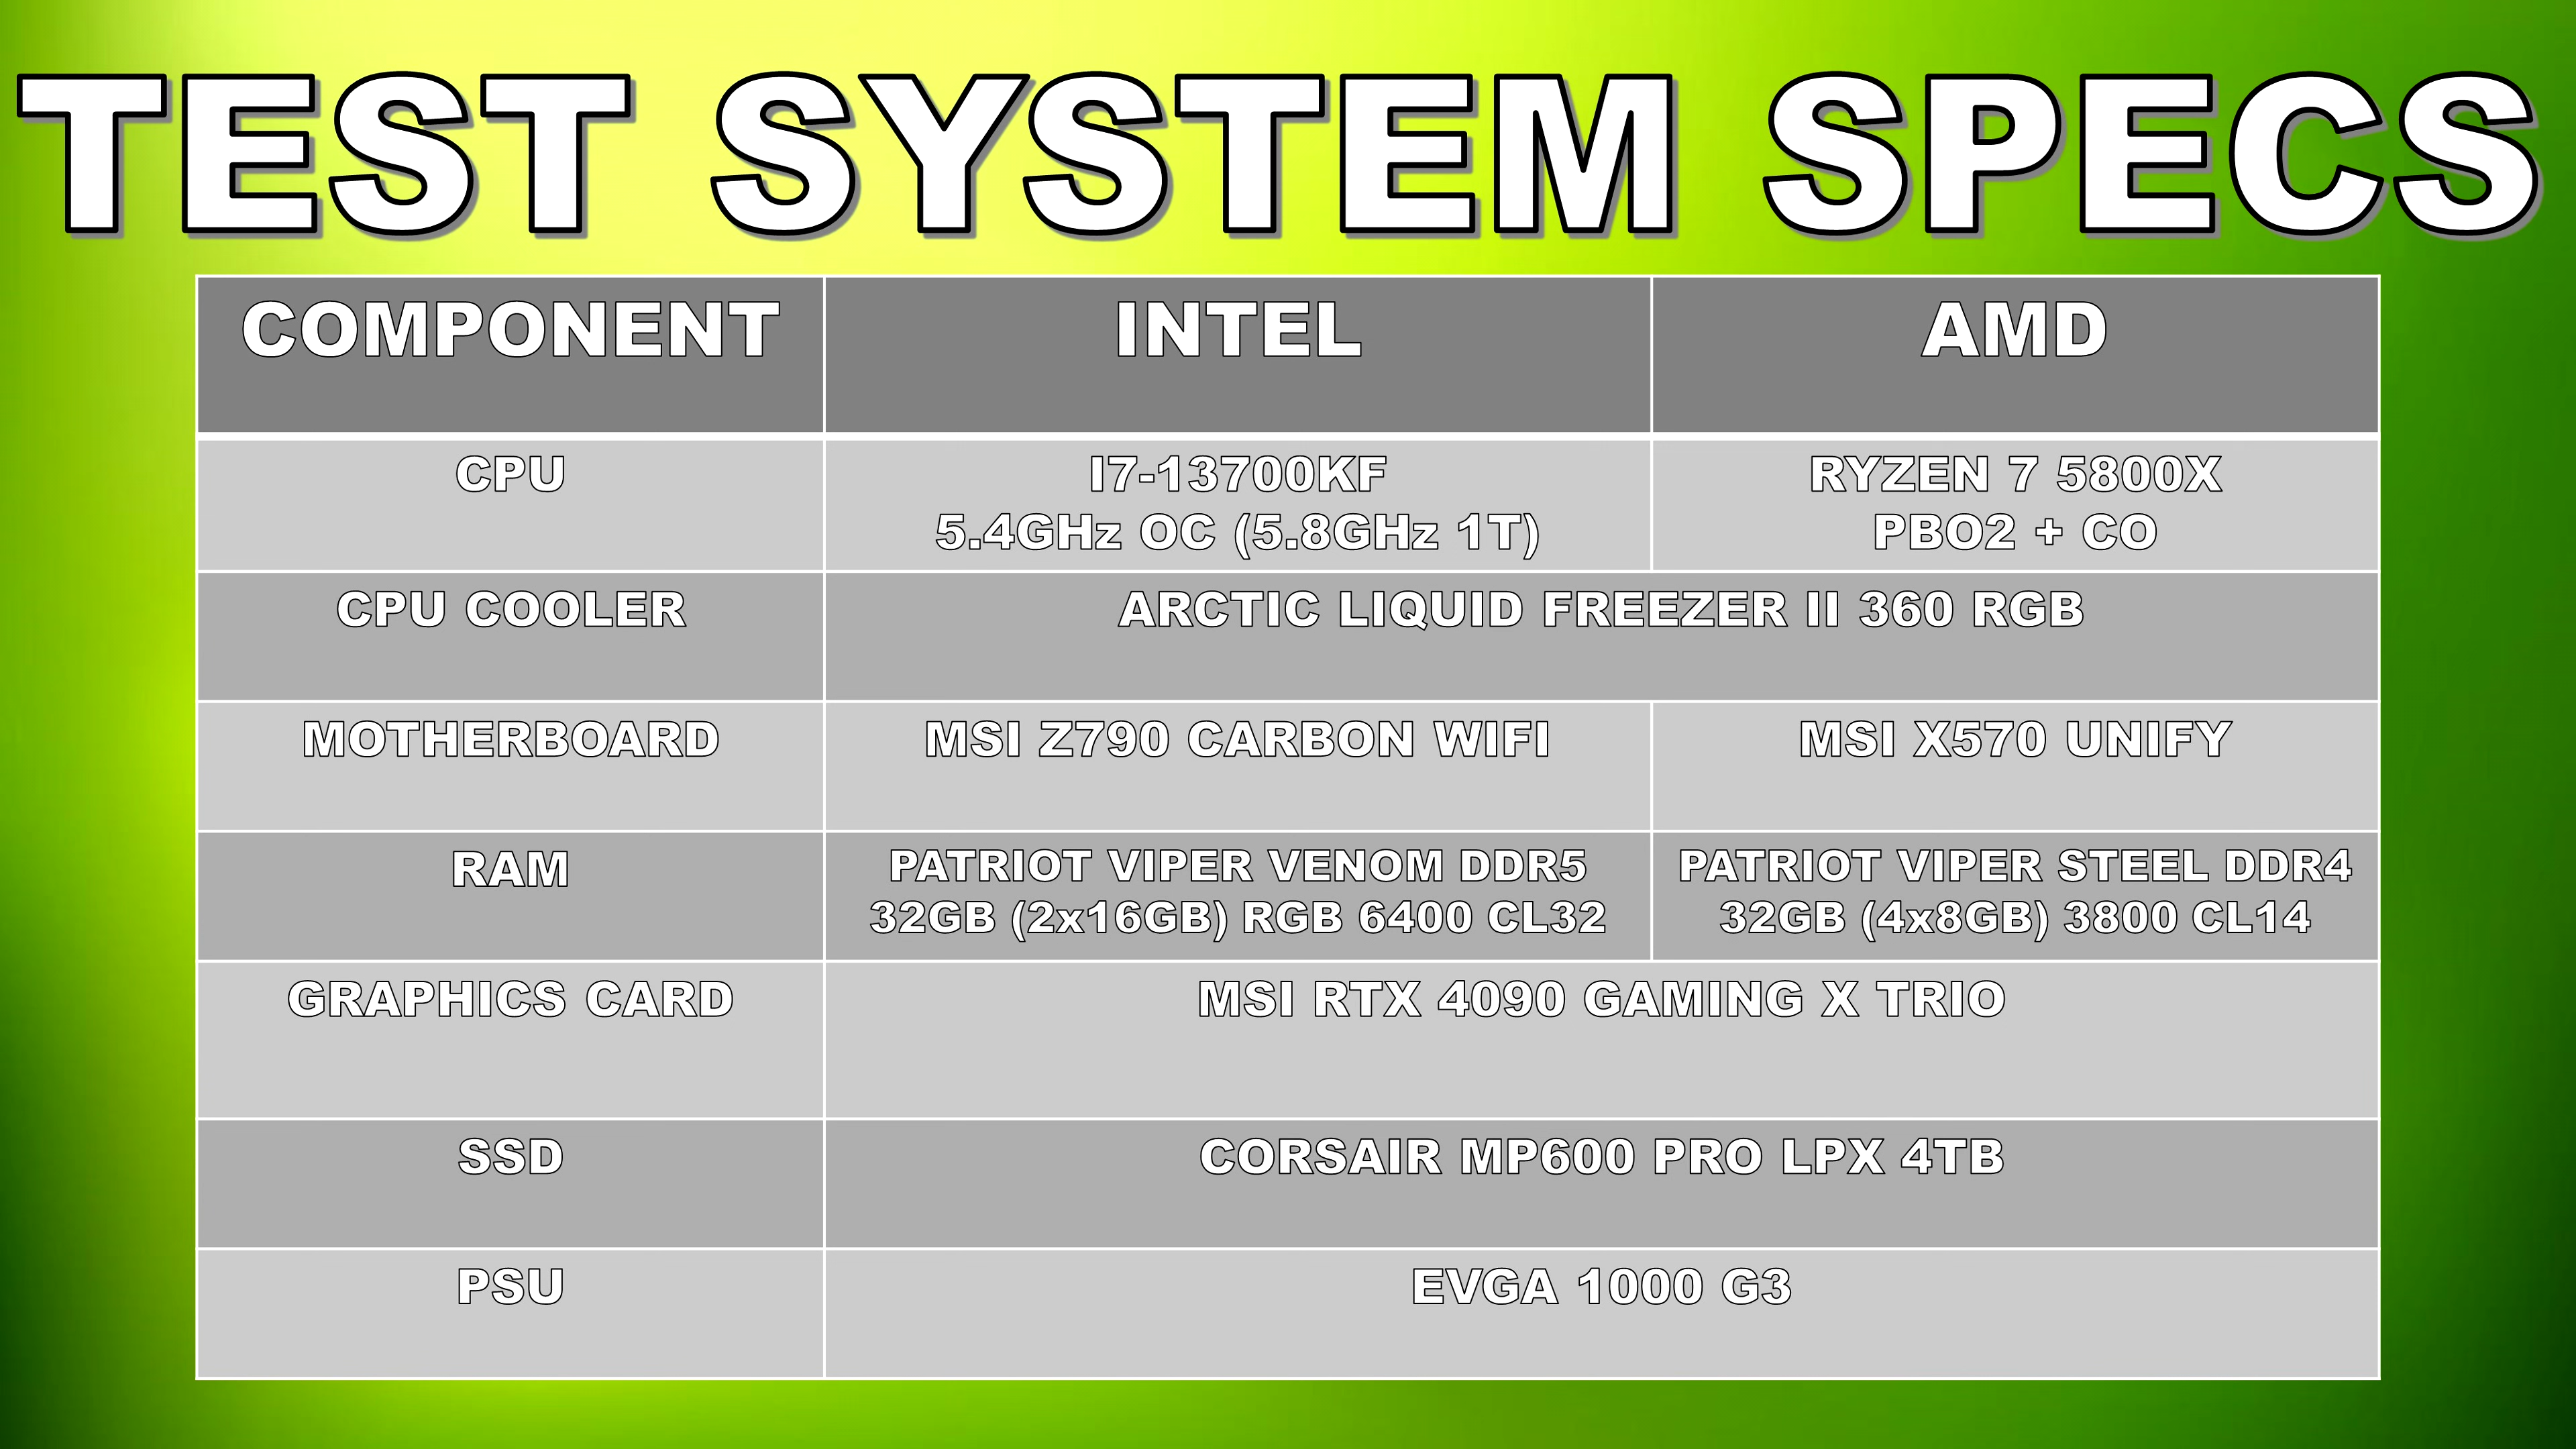 TEST SYSTEM SPECS
COMPONENT INTEL AMD
CPU I7-13700KF RYZEN 7 5800X
5.4GHz OC (5.8GHz 1T) PBO2 + CO
CPU COOLER ARCTIC LIQUID FREEZER II 360 RGB
MOTHERBOARD MSI Z790 CARBON WIFI MSI X570 UNIFY
RAM PATRIOT VIPER VENOM DDR5 PATRIOT VIPER STEEL DDR4
32GB (2x16GB) RGB 6400 CL32 32GB (4x8GB) 3800 CL14
GRAPHICS CARD MSI RTX 4090 GAMING X TRIO
SSD CORSAIR MP600 PRO LPX 4TB
PSU EVGA 1000 G3